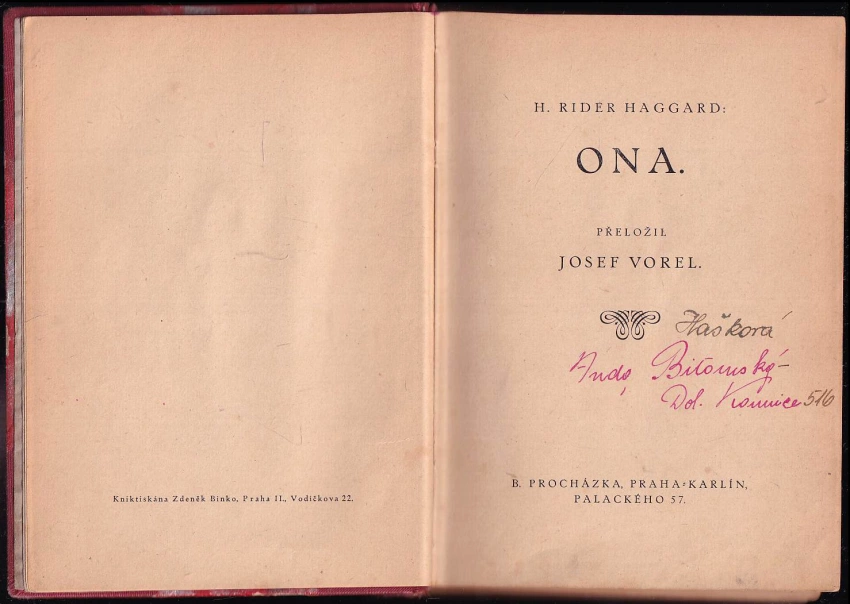 Kniktiskána Zdeněk Binko, Praha II., Vodičkova 22.
H. RIDER HAGGARD:
ONA.
PŘELOŽIL
JOSEF VOREL.
Hašková
Bitomský
Dol. 516
B. PROCHÁZKA, PRAHA-KARLÍN,
PALACKÉHO 57.